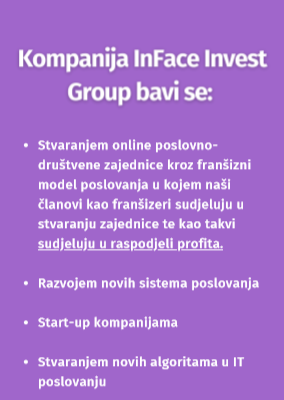 Kompanija InFace Invest
Group bavi se:
• Stvaranjem online poslovno-
društvene zajednice kroz franšizni
model poslovanja u kojem naši
članovi kao franšizeri sudjeluju u
stvaranju zajednice te kao takvi
sudjeluju u raspodjeli profita.
• Razvojem novih sistema poslovanja
• Start-up kompanijama
• Stvaranjem novih algoritama u IT
poslovanju